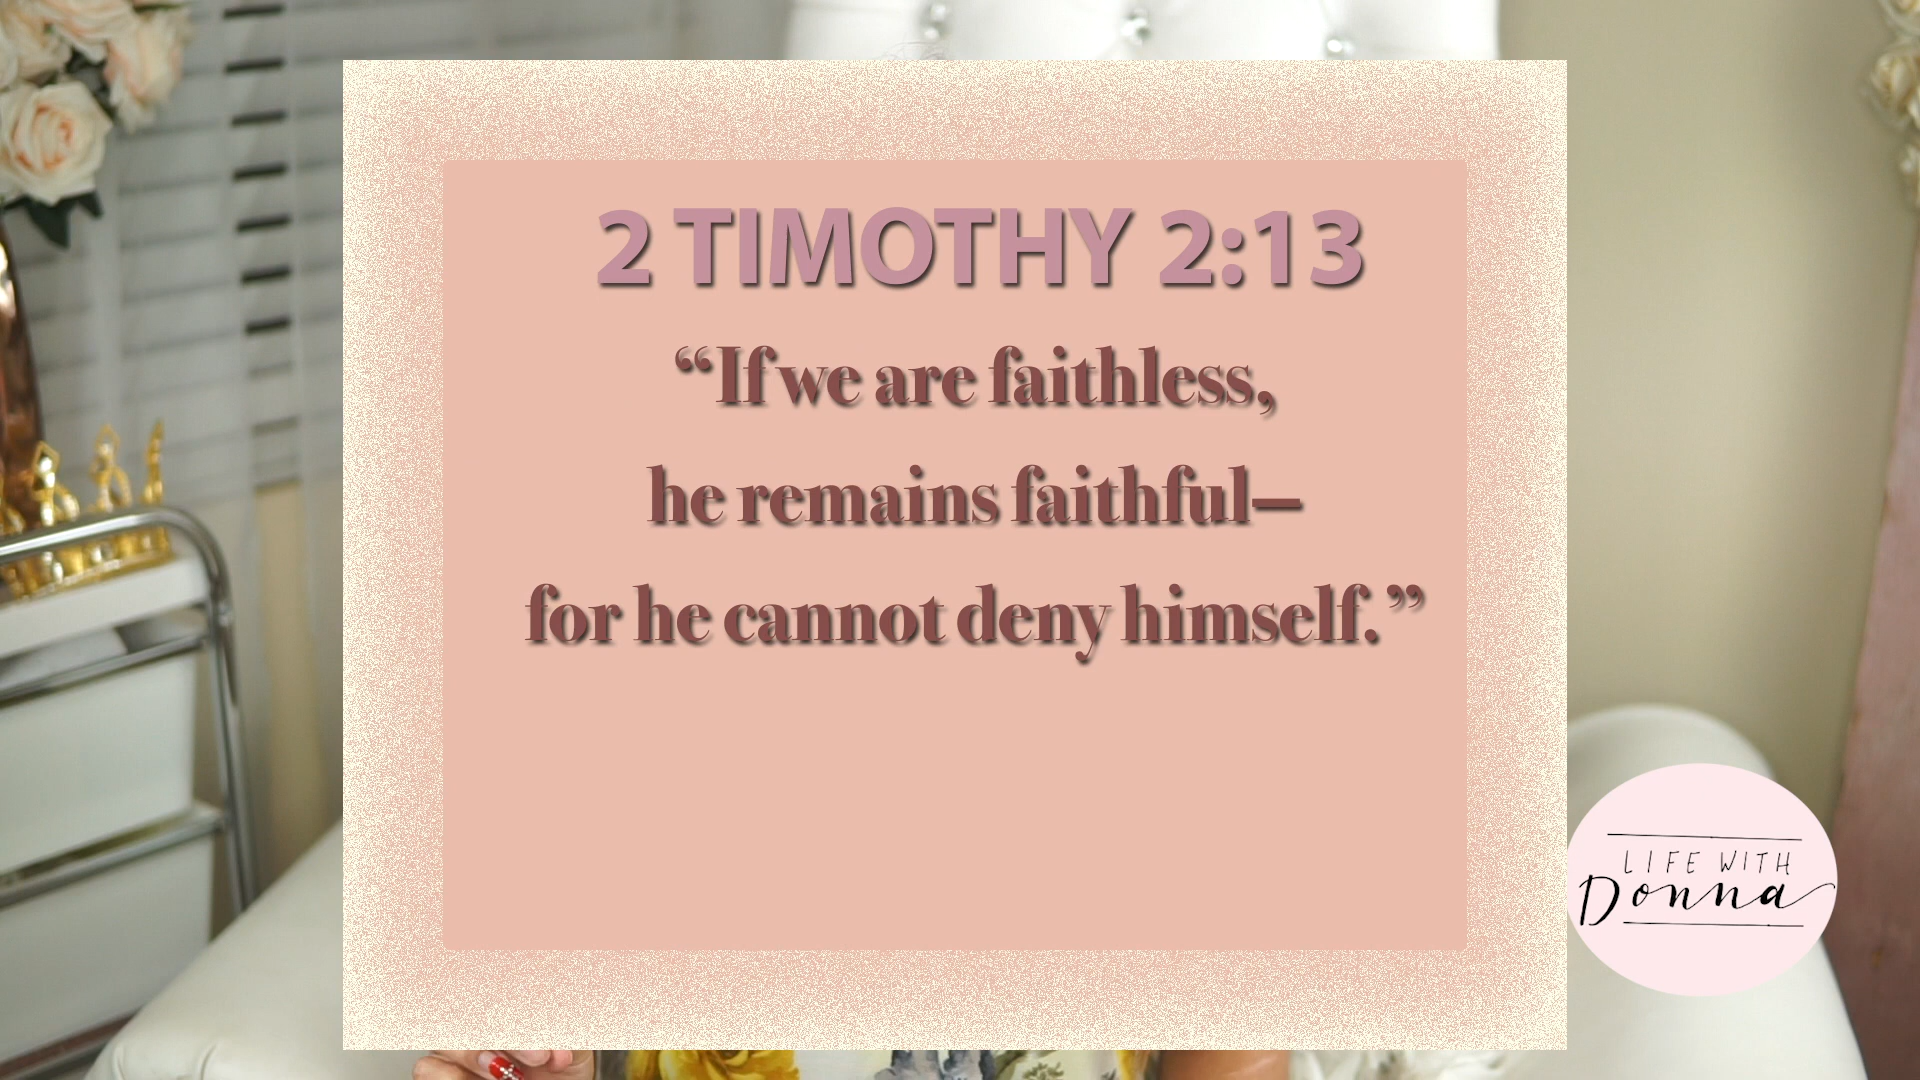 2 TIMOTHY 2:13
“If we are faithless,
he remains faithful—
for he cannot deny himself.”
LIFE WITH
Donna